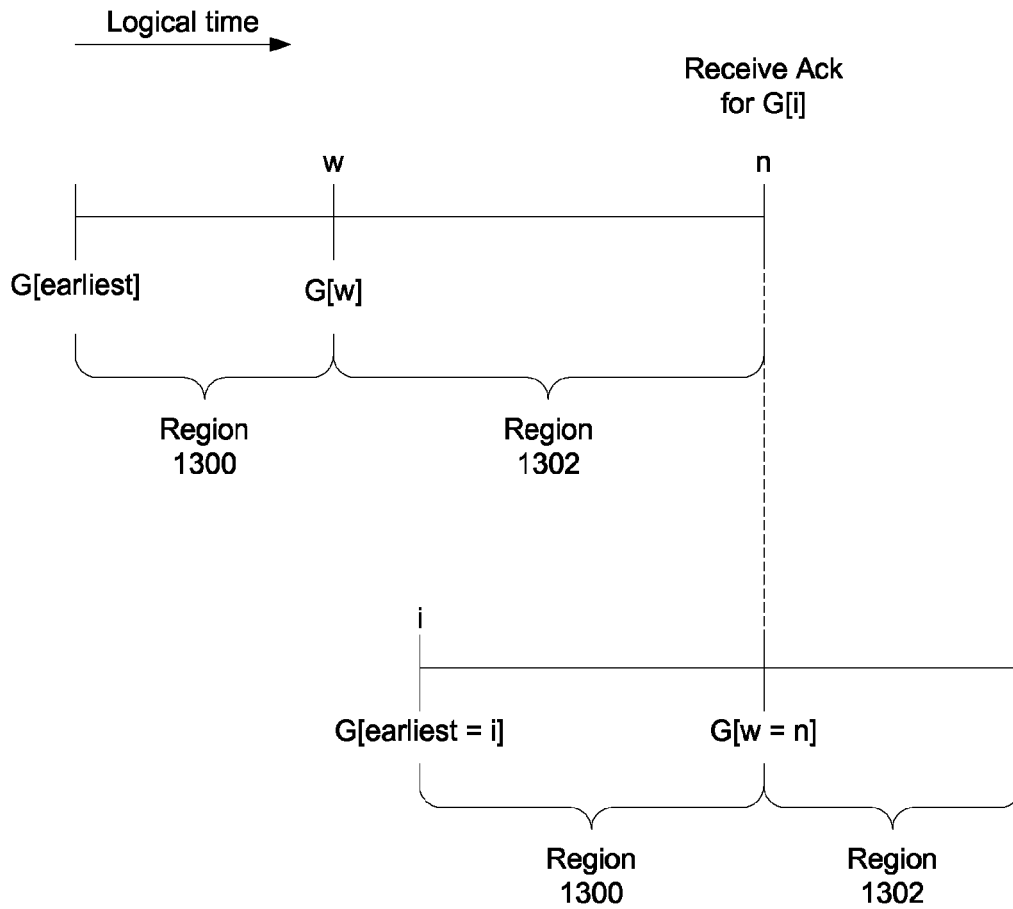 Logical time
Receive Ack
for G[i]
w
n
G[earliest]
G[w]
Region
1300
Region
1302
i
G[earliest = i]
G[w = n]
Region
1300
Region
1302